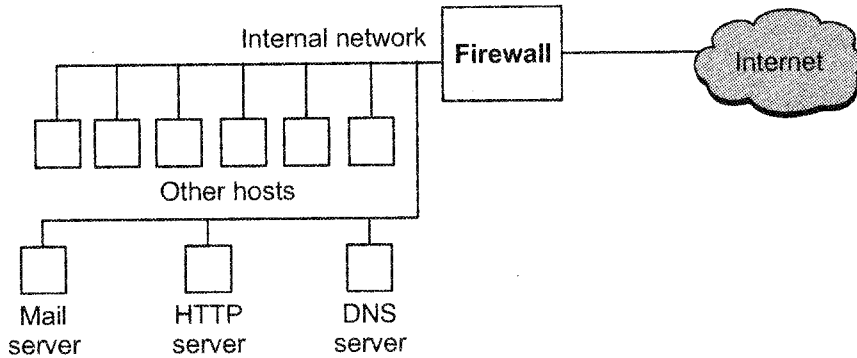 Internal network
Firewall
Internet
Other hosts
Mail
server
HTTP
server
DNS
server